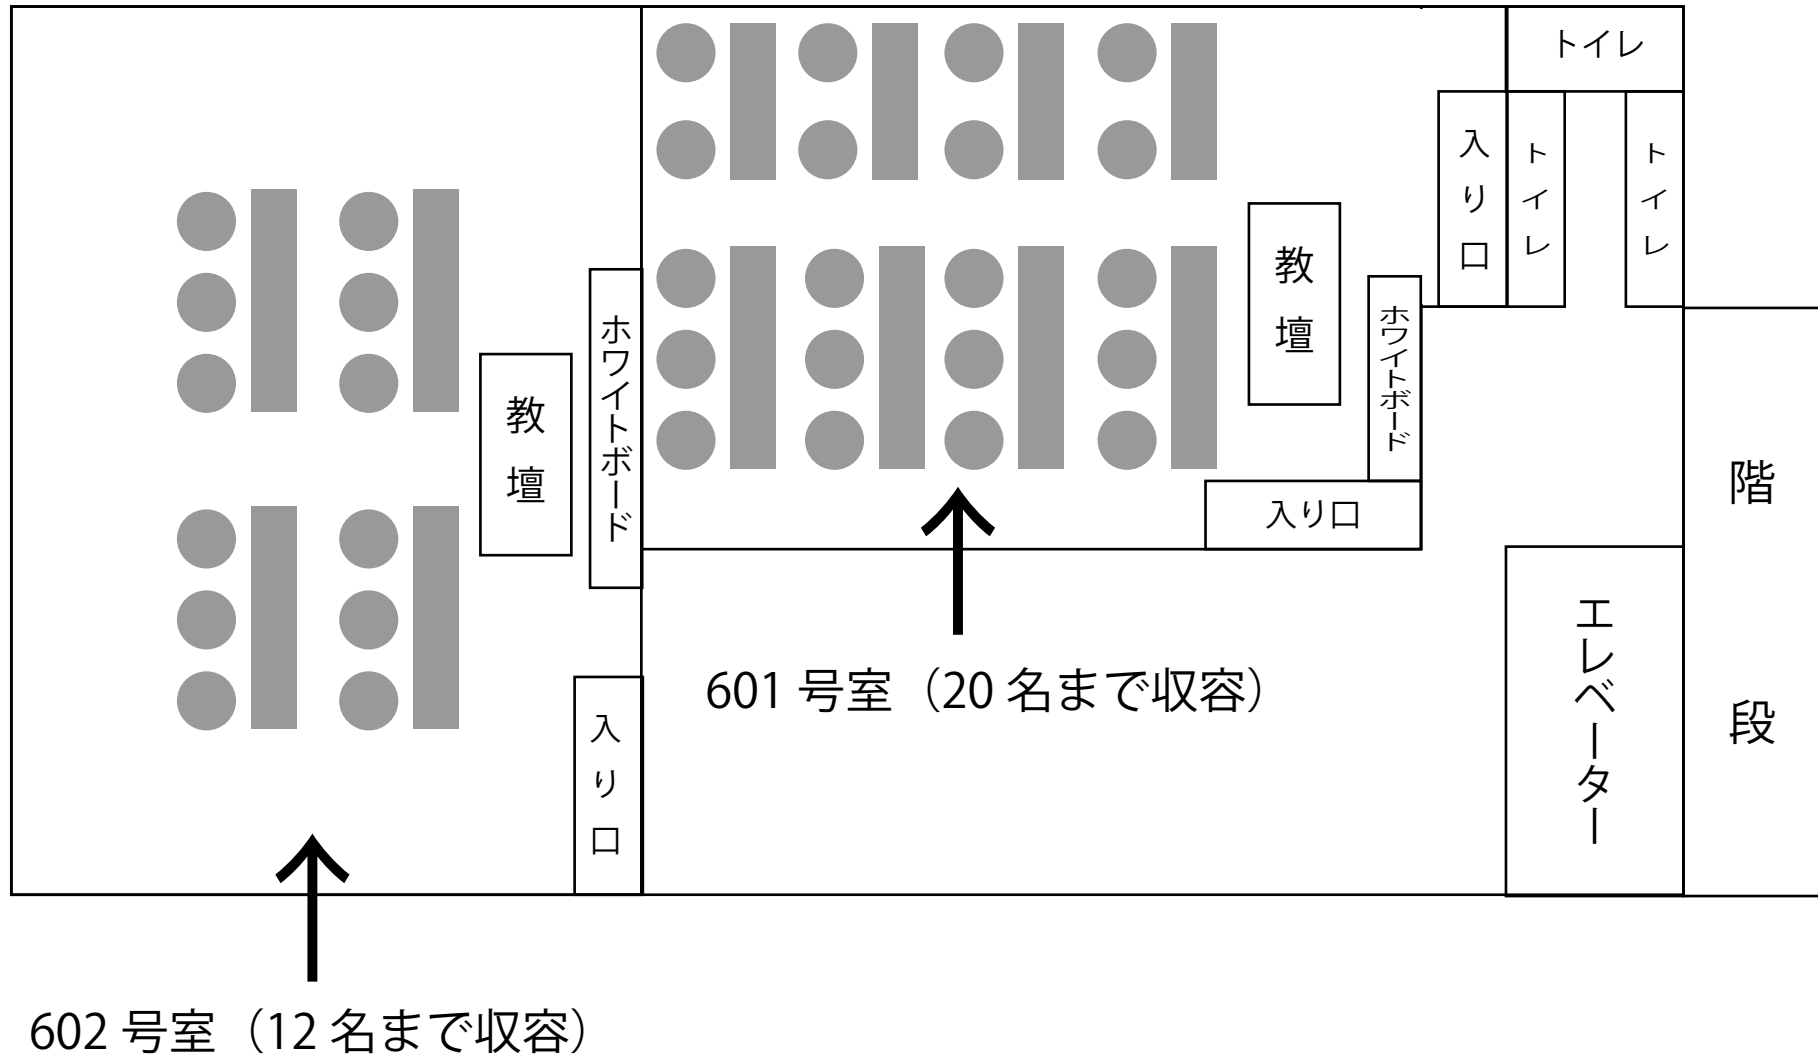 トイレ
入り口
トイレ
トイレ
教壇
ホワイトボード
ホワイトボード
教壇
入り口
階段
エレベーター
601 号室（20 名まで収容）
入り口
602 号室（12 名まで収容）